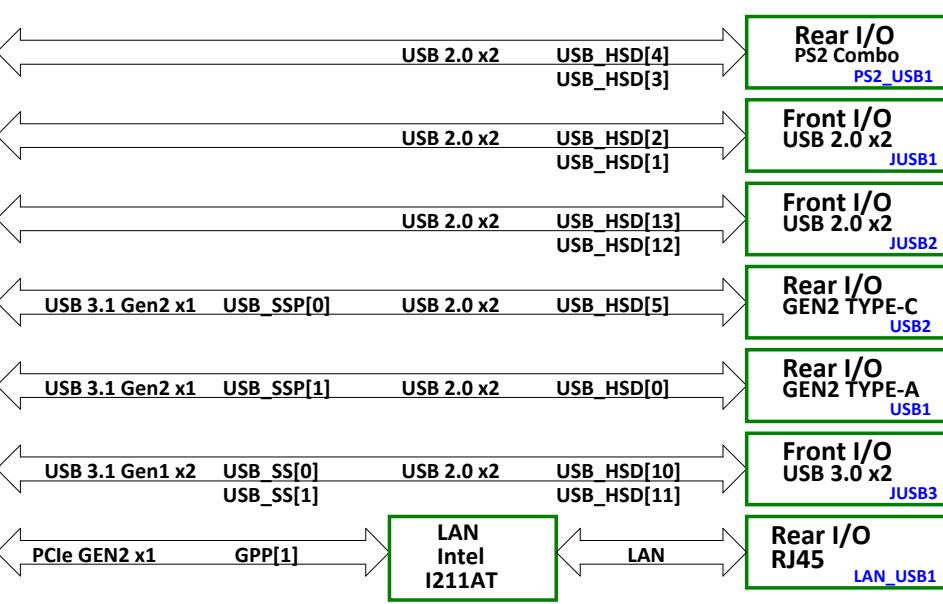 Rear I/O
USB 2.0 x2 USB_HSD[4] PS2 Combo
USB_HSD[3] PS2_USB1
Front I/O
USB 2.0 x2 USB_HSD[2] USB 2.0 x2
USB_HSD[1] JUSB1
Front I/O
USB 2.0 x2 USB_HSD[13] USB 2.0 x2
USB_HSD[12] JUSB2
Rear I/O
USB 3.1 Gen2 x1 USB_SSP[0] USB 2.0 x2 USB_HSD[5] GEN2 TYPE-C
USB2
Rear I/O
USB 3.1 Gen2 x1 USB_SSP[1] USB 2.0 x2 USB_HSD[0] GEN2 TYPE-A
USB1
Front I/O
USB 3.1 Gen1 x2 USB_SS[0] USB 2.0 x2 USB_HSD[10] USB 3.0 x2
USB_SS[1] USB_HSD[11] JUSB3
LAN Rear I/O
PCIe GEN2 x1 GPP[1] Intel LAN RJ45
I211AT LAN_USB1